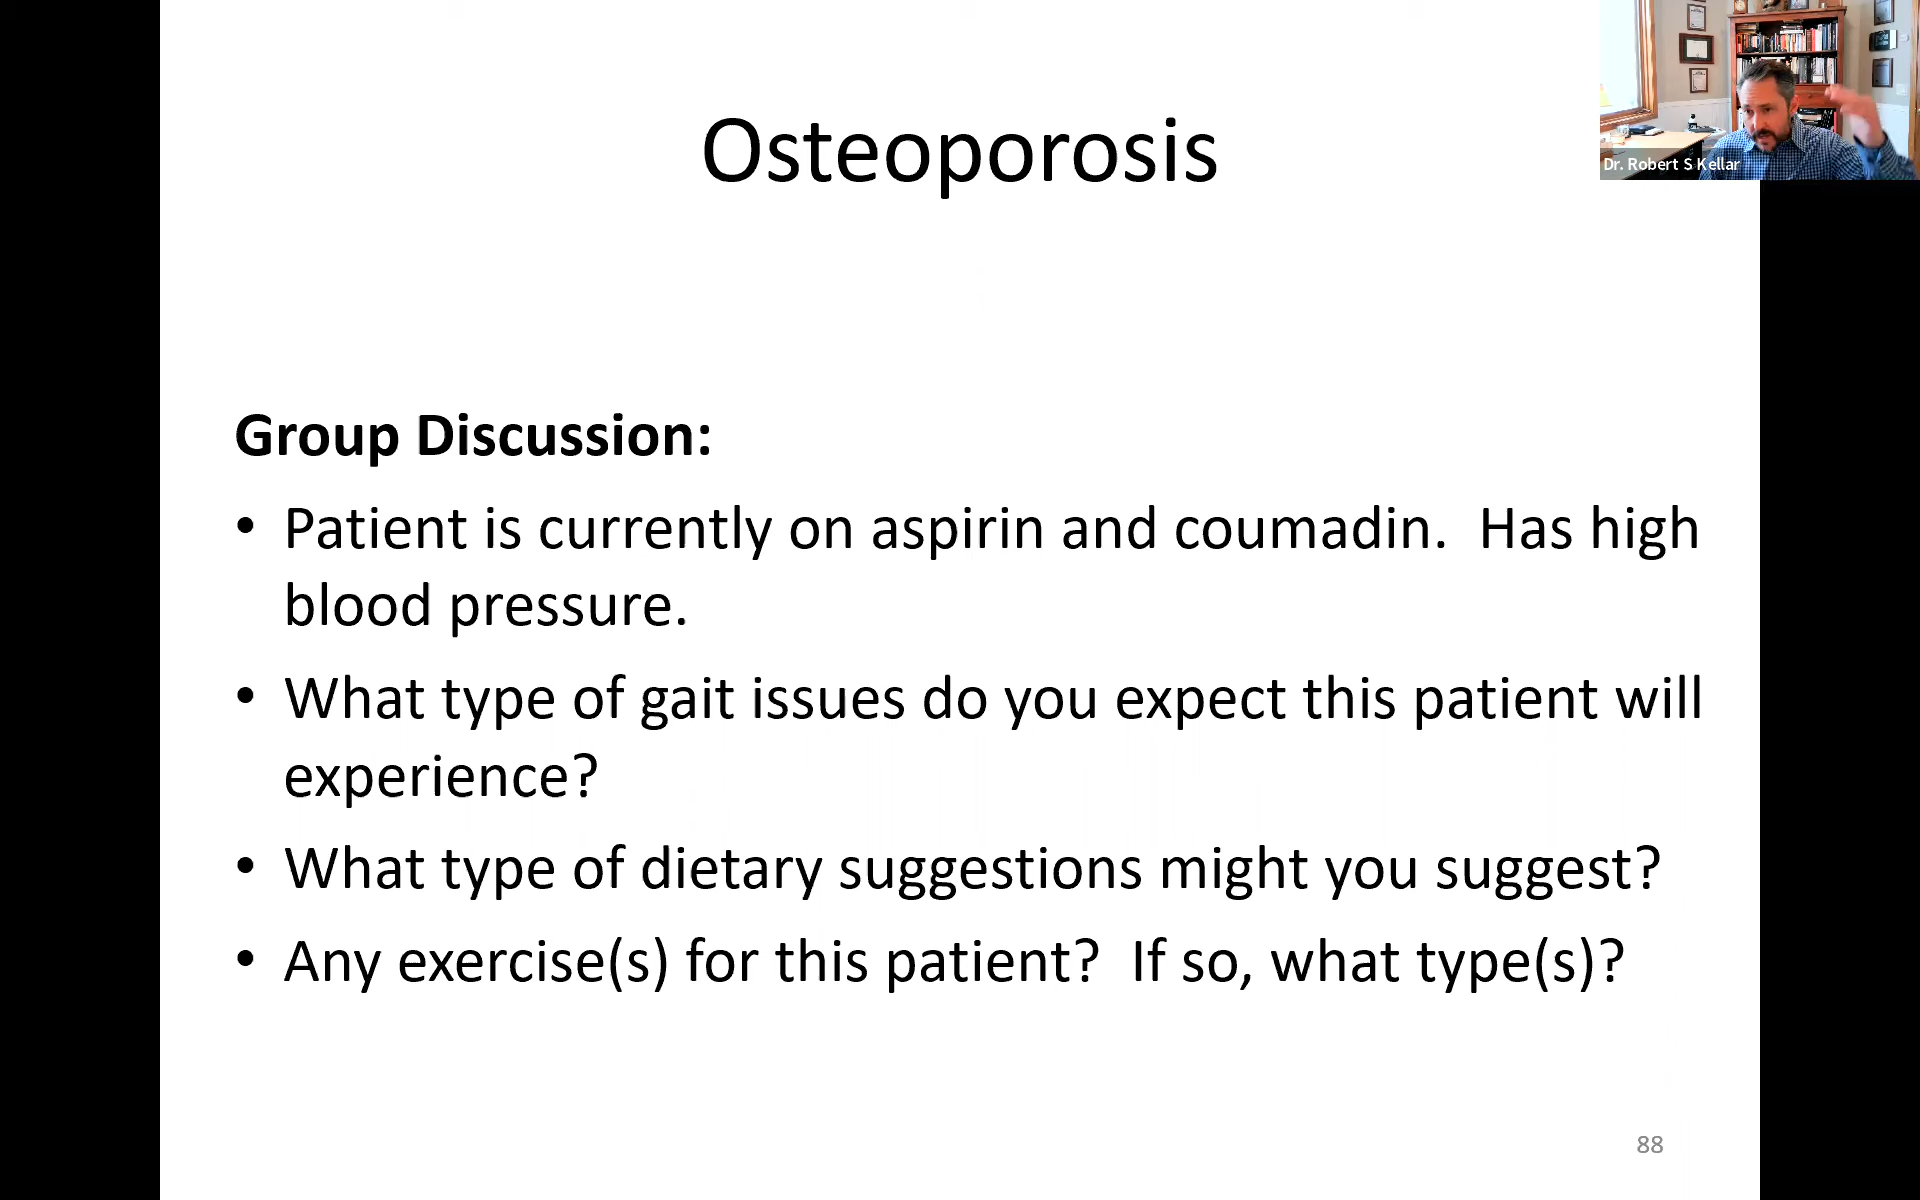 Osteoporosis
Dr. Robert S Kellar
Group Discussion:
• Patient is currently on aspirin and coumadin.  Has high
blood pressure.
• What type of gait issues do you expect this patient will
experience?
• What type of dietary suggestions might you suggest?
• Any exercise(s) for this patient?  If so, what type(s)?
88